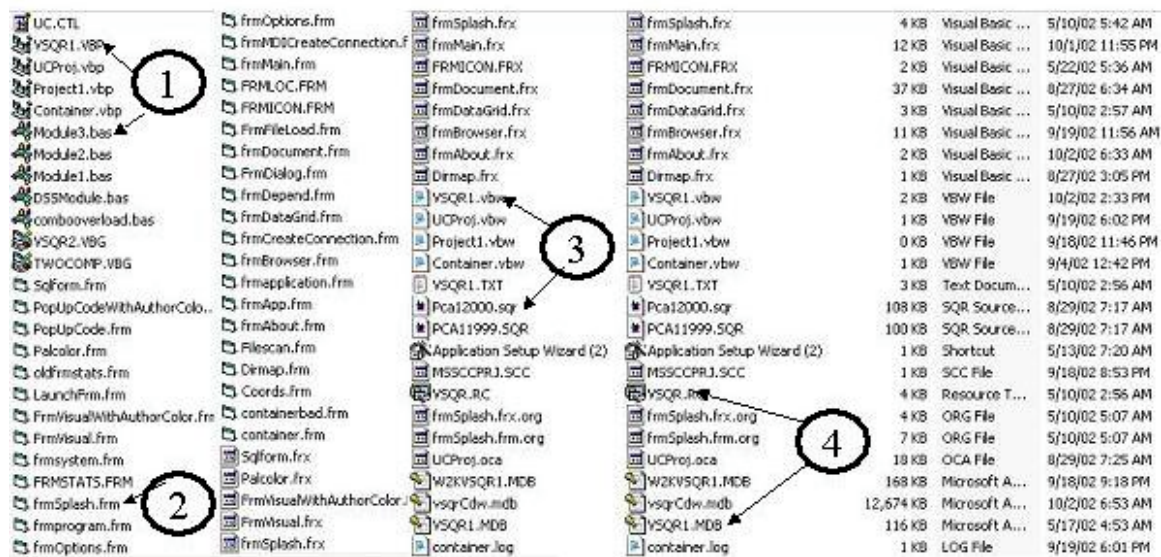 UC.CTL
VSQR1.VBP
UCProj.vbp
Project1.vbp
Container.vbp
Module3.bas
Module2.bas
Module1.bas
DSSModule.bas
combooverload.bas
VSQR2.VBG
TWOCOMP.VBG
Sqlform.frm
PopUpCodeWithAuthorColo...
PopUpCode.frm
Palcolor.frm
oldfrmstats.frm
LaunchFrm.frm
FrmVisualWithAuthorColor.frm
FrmVisual.frm
frmsystem.frm
FRMSTATS.FRM
frmSplash.frm
frmprogram.frm
frmOptions.frm
1
2
frmOptions.frm
frmMDICreateConnection.f
frmMain.frm
FRMLOC.FRM
FRMICON.FRM
FrmFileLoad.frm
frmDocument.frm
FrmDialog.frm
frmDepend.frm
frmDataGrid.frm
frmCreateConnection.frm
frmBrowser.frm
frmapplication.frm
frmApp.frm
frmAbout.frm
Filescan.frm
Dirmap.frm
Coords.frm
containerbad.frm
container.frm
Sqlform.frx
Palcolor.frx
FrmVisualWithAuthorColor.
FrmVisual.frx
frmSplash.frx
frmSplash.frx
frmMain.frx
FRMICON.FRX
frmDocument.frx
frmDataGrid.frx
frmBrowser.frx
frmAbout.frx
Dirmap.frx
VSQR1.vbw
UCProj.vbw
Project1.vbw
Container.vbw
VSQR1.TXT
Pca12000.sqr
PCA11999.SQR
Application Setup Wizard (2)
MSSCCPRJ.SCC
VSQR.RC
frmSplash.frx.org
frmSplash.frm.org
UCProj.oca
W2KVSQR1.MDB
vsqrCdw.mdb
VSQR1.MDB
container.log
3
frmSplash.frx 4 KB Visual Basic ... 5/10/02 5:42 AM
frmMain.frx 12 KB Visual Basic ... 10/1/02 11:55 PM
FRMICON.FRX 2 KB Visual Basic ... 5/22/02 5:36 AM
frmDocument.frx 37 KB Visual Basic ... 8/27/02 6:34 AM
frmDataGrid.frx 3 KB Visual Basic ... 5/10/02 2:57 AM
frmBrowser.frx 11 KB Visual Basic ... 9/19/02 11:56 AM
frmAbout.frx 2 KB Visual Basic ... 10/2/02 6:33 AM
Dirmap.frx 1 KB Visual Basic ... 8/27/02 3:05 PM
VSQR1.vbw 2 KB VBW File 10/2/02 2:33 PM
UCProj.vbw 1 KB VBW File 9/19/02 6:02 PM
Project1.vbw 0 KB VBW File 9/18/02 11:46 PM
Container.vbw 1 KB VBW File 9/4/02 12:42 PM
VSQR1.TXT 3 KB Text Docum... 5/10/02 2:56 AM
Pca12000.sqr 108 KB SQR Source... 8/29/02 7:17 AM
PCA11999.SQR 100 KB SQR Source... 8/29/02 7:17 AM
Application Setup Wizard (2) 1 KB Shortcut 5/13/02 7:20 AM
MSSCCPRJ.SCC 1 KB SCC File 9/18/02 8:53 PM
VSQR.RC 4 KB Resource T... 5/10/02 2:56 AM
frmSplash.frx.org 4 KB ORG File 5/10/02 5:07 AM
frmSplash.frm.org 7 KB ORG File 5/10/02 5:07 AM
UCProj.oca 18 KB OCA File 8/29/02 7:25 AM
W2KVSQR1.MDB 168 KB Microsoft A... 9/18/02 9:18 PM
vsqrCdw.mdb 12,674 KB Microsoft A... 10/2/02 6:53 AM
VSQR1.MDB 116 KB Microsoft A... 5/17/02 4:53 AM
container.log 1 KB LOG File 9/19/02 6:01 PM
4